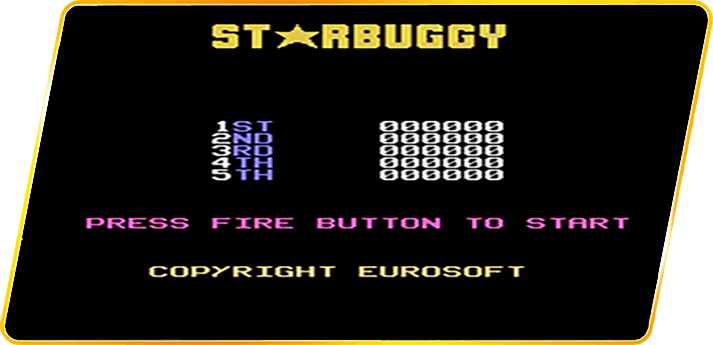 ST★RBUGGY
1ST 000000
2ND 000000
3RD 000000
4TH 000000
5TH 000000
PRESS FIRE BUTTON TO START
COPYRIGHT EUROSOFT